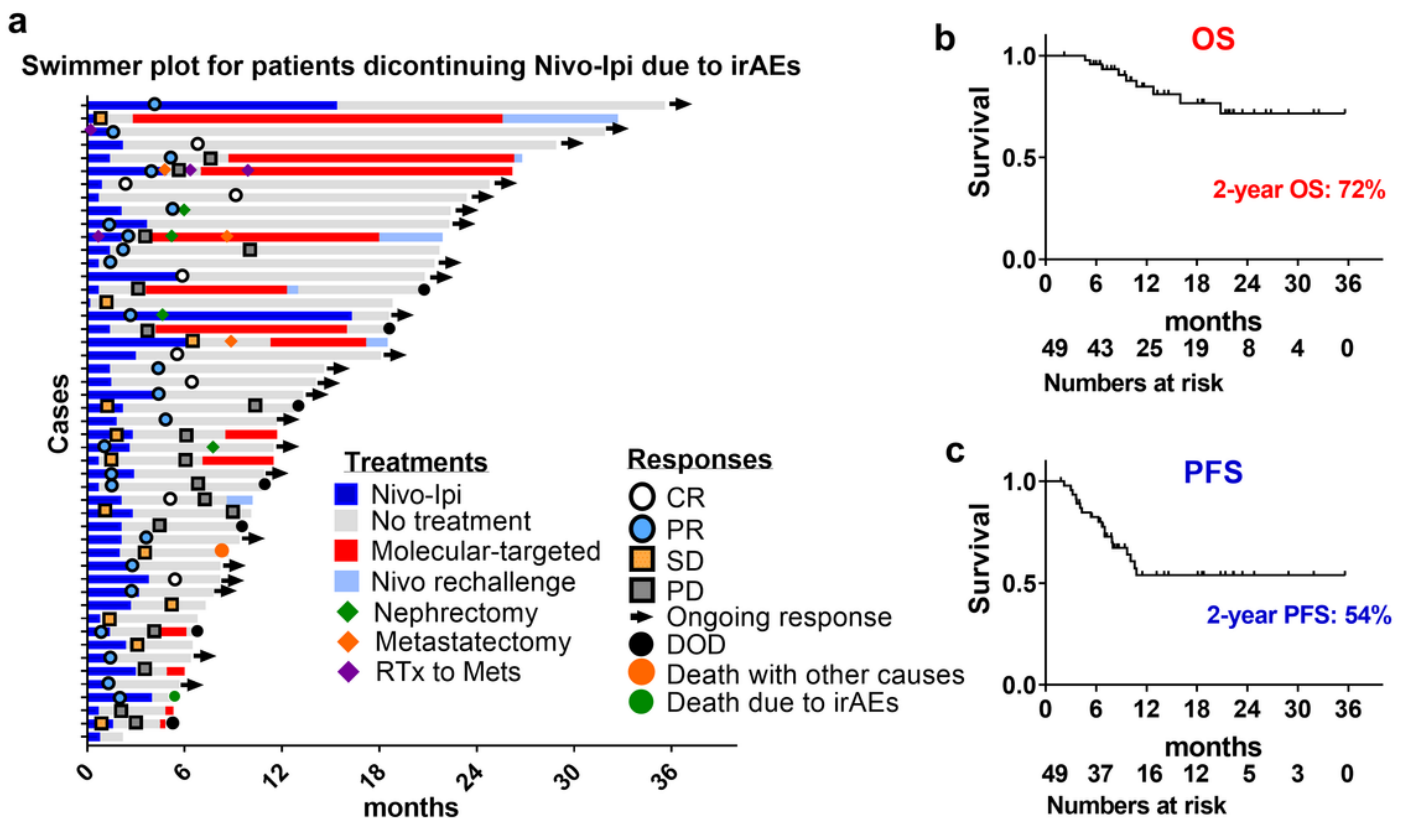 a
Swimmer plot for patients dicontinuing Nivo-Ipi due to irAEs
Cases
0 6 12 18 24 30 36
months
Treatments
Nivo-Ipi
No treatment
Molecular-targeted
Nivo rechallenge
Nephrectomy
Metastatectomy
RTx to Mets
Responses
CR
PR
SD
PD
Ongoing response
DOD
Death with other causes
Death due to irAEs
b
OS
Survival
1.0
0.5
0.0
2-year OS: 72%
0 6 12 18 24 30 36
months
49 43 25 19 8 4 0
Numbers at risk
c
PFS
Survival
1.0
0.5
0.0
2-year PFS: 54%
0 6 12 18 24 30 36
months
49 37 16 12 5 3 0
Numbers at risk